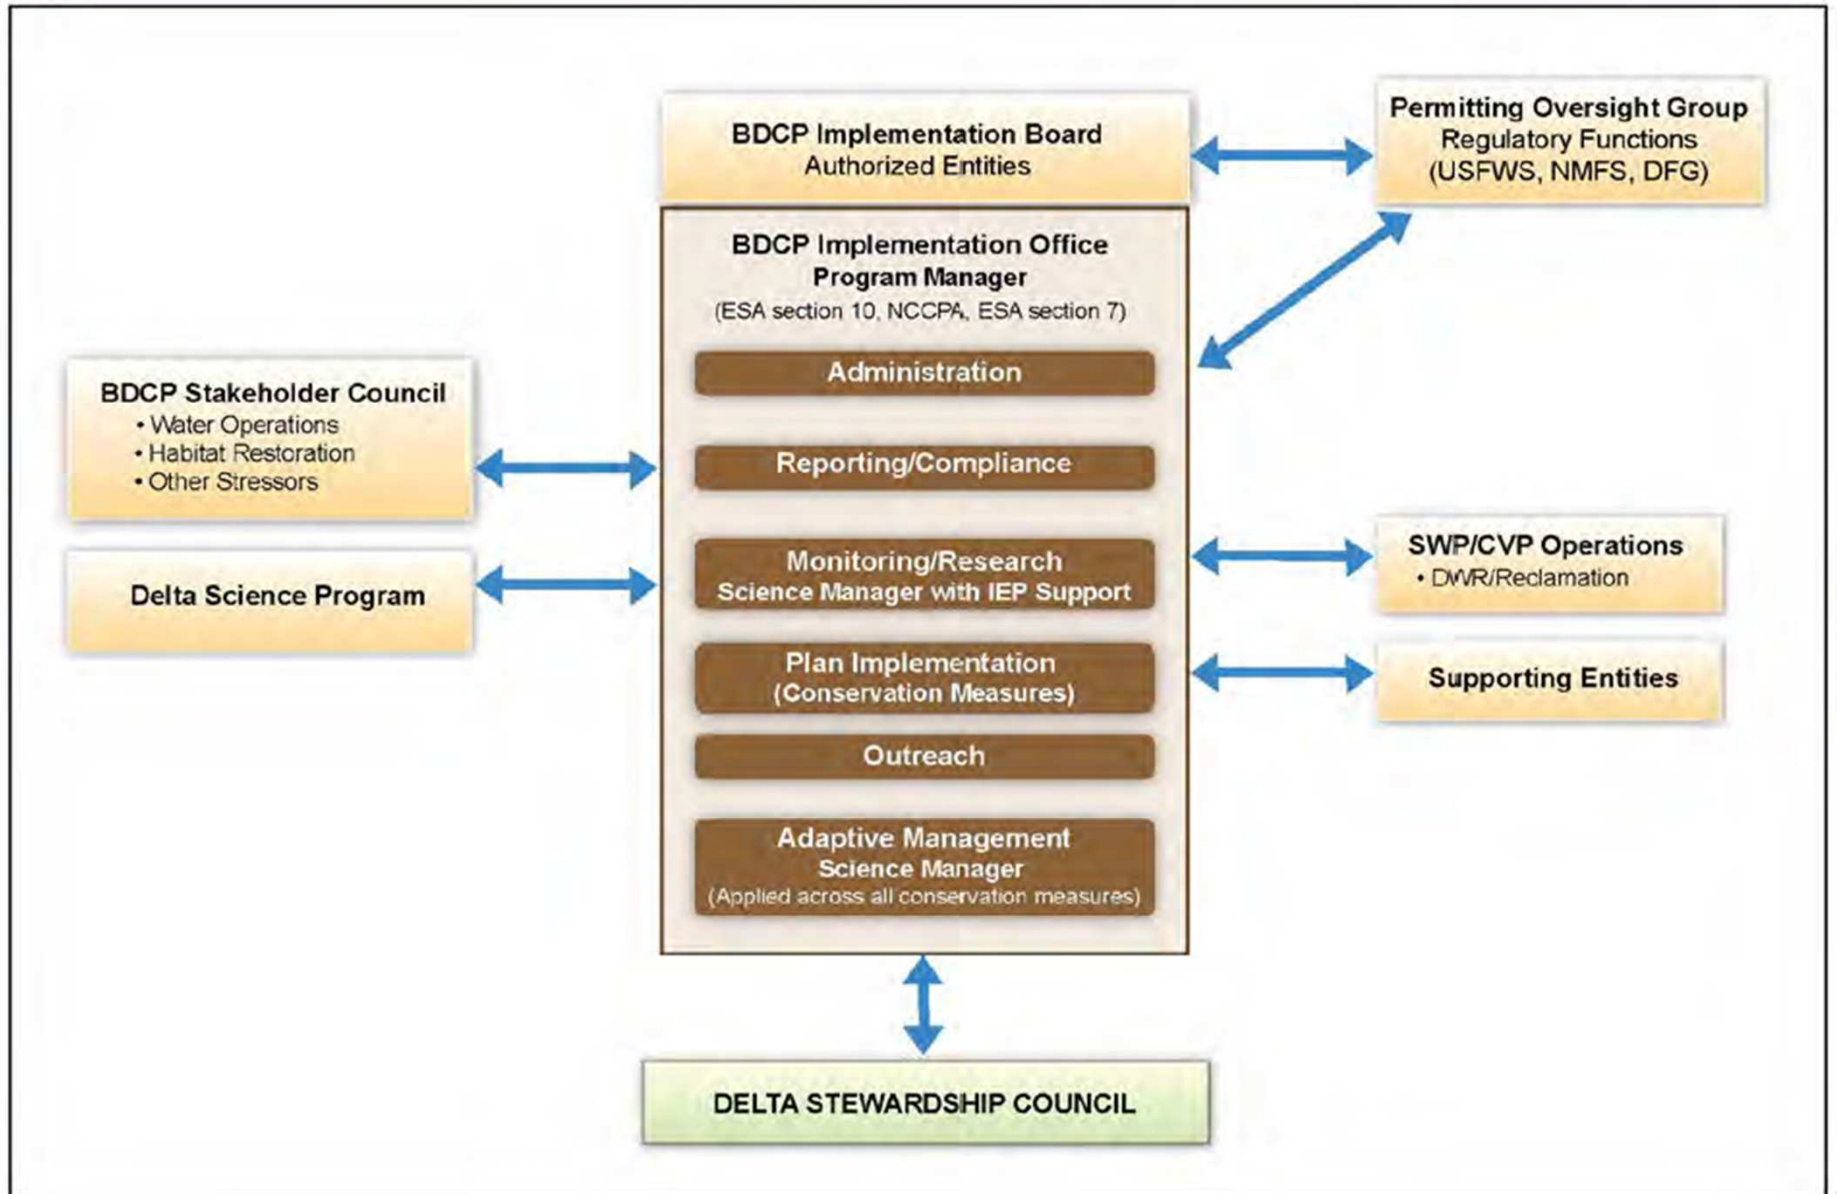 BDCP Implementation Board
Authorized Entities
Permitting Oversight Group
Regulatory Functions
(USFWS, NMFS, DFG)
BDCP Implementation Office
Program Manager
(ESA section 10, NCCPA, ESA section 7)
Administration
Reporting/Compliance
Monitoring/Research
Science Manager with IEP Support
Plan Implementation
(Conservation Measures)
Outreach
Adaptive Management
Science Manager
(Applied across all conservation measures)
BDCP Stakeholder Council
• Water Operations
• Habitat Restoration
• Other Stressors
Delta Science Program
SWP/CVP Operations
• DWR/Reclamation
Supporting Entities
DELTA STEWARDSHIP COUNCIL